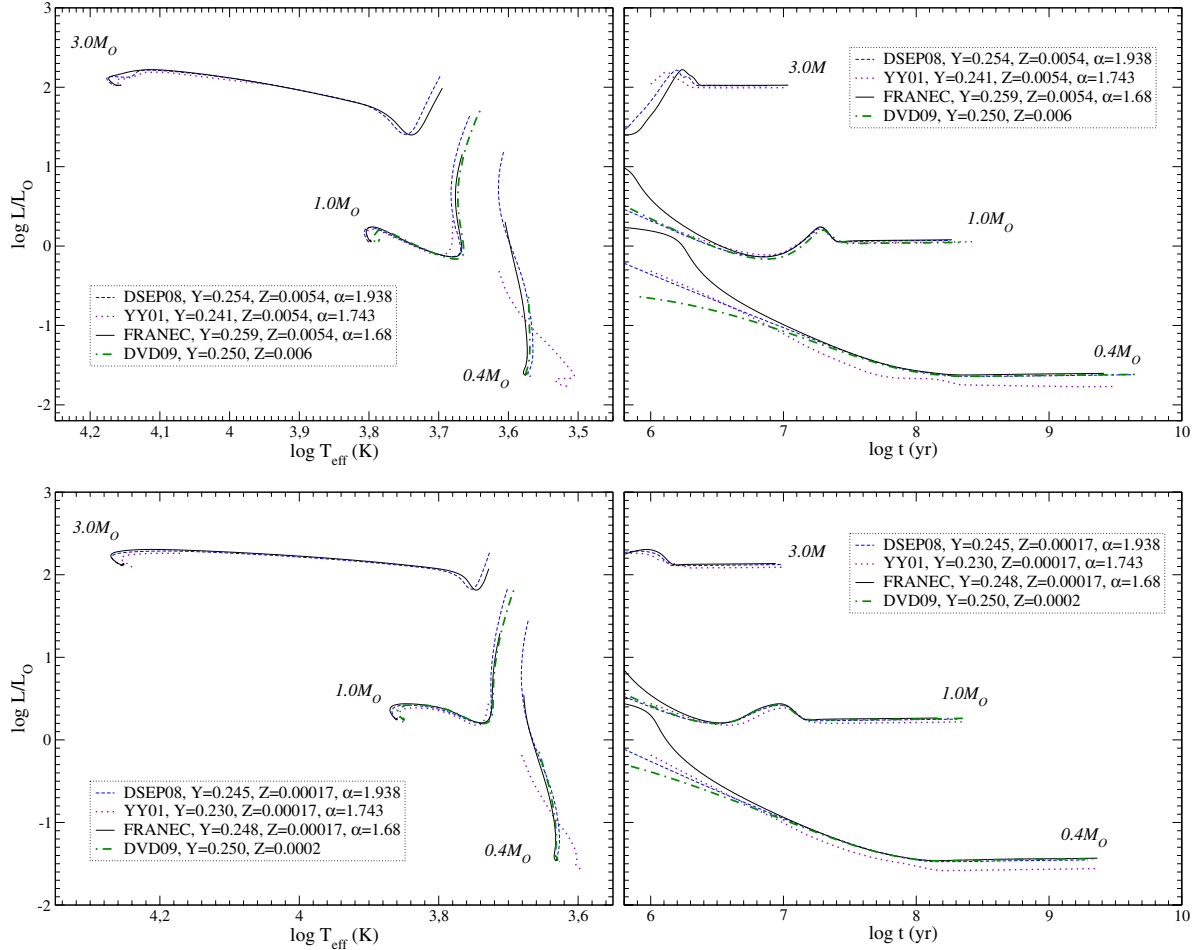 3
3.0M_O
2
1
1.0M_O
0
-1
0.4M_O
-2
log L/L_O
DSEP08, Y=0.254, Z=0.0054, α=1.938
YY01, Y=0.241, Z=0.0054, α=1.743
FRANEC, Y=0.259, Z=0.0054, α=1.68
DVD09, Y=0.250, Z=0.006
4,2 4,1 4 3,9 3,8 3,7 3,6 3,5
log T_eff (K)
DSEP08, Y=0.254, Z=0.0054, α=1.938
YY01, Y=0.241, Z=0.0054, α=1.743
FRANEC, Y=0.259, Z=0.0054, α=1.68
DVD09, Y=0.250, Z=0.006
3.0M
1.0M_O
0.4M_O
6 7 8 9 10
log t (yr)
3
3.0M_O
2
1
1.0M_O
0
-1
0.4M_O
-2
log L/L_O
DSEP08, Y=0.245, Z=0.00017, α=1.938
YY01, Y=0.230, Z=0.00017, α=1.743
FRANEC, Y=0.248, Z=0.00017, α=1.68
DVD09, Y=0.250, Z=0.0002
4,2 4 3,8 3,6
log T_eff (K)
3.0M
DSEP08, Y=0.245, Z=0.00017, α=1.938
YY01, Y=0.230, Z=0.00017, α=1.743
FRANEC, Y=0.248, Z=0.00017, α=1.68
DVD09, Y=0.250, Z=0.0002
1.0M_O
0.4M_O
6 7 8 9 10
log t (yr)